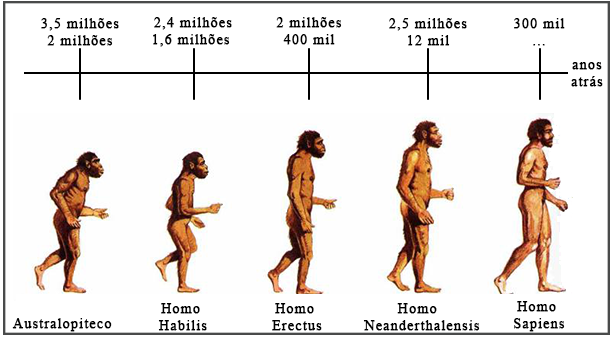 3,5 milhões
2 milhões
2,4 milhões
1,6 milhões
2 milhões
400 mil
2,5 milhões
12 mil
300 mil
...
anos
atrás
Australopiteco
Homo
Habilis
Homo
Erectus
Homo
Neanderthalensis
Homo
Sapiens